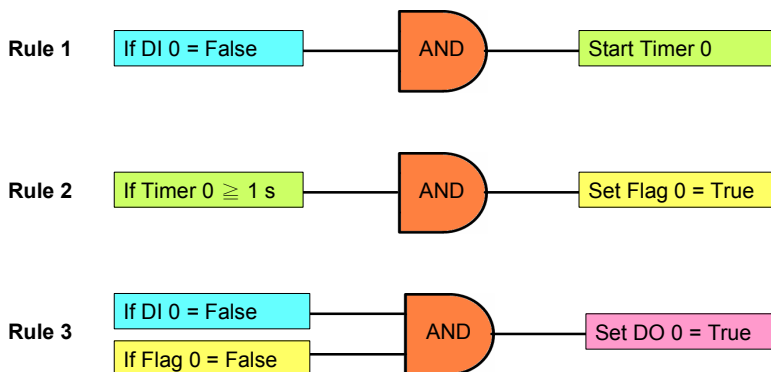 Rule 1
If DI 0 = False
AND
Start Timer 0
Rule 2
If Timer 0 ≧ 1 s
AND
Set Flag 0 = True
Rule 3
If DI 0 = False
If Flag 0 = False
AND
Set DO 0 = True